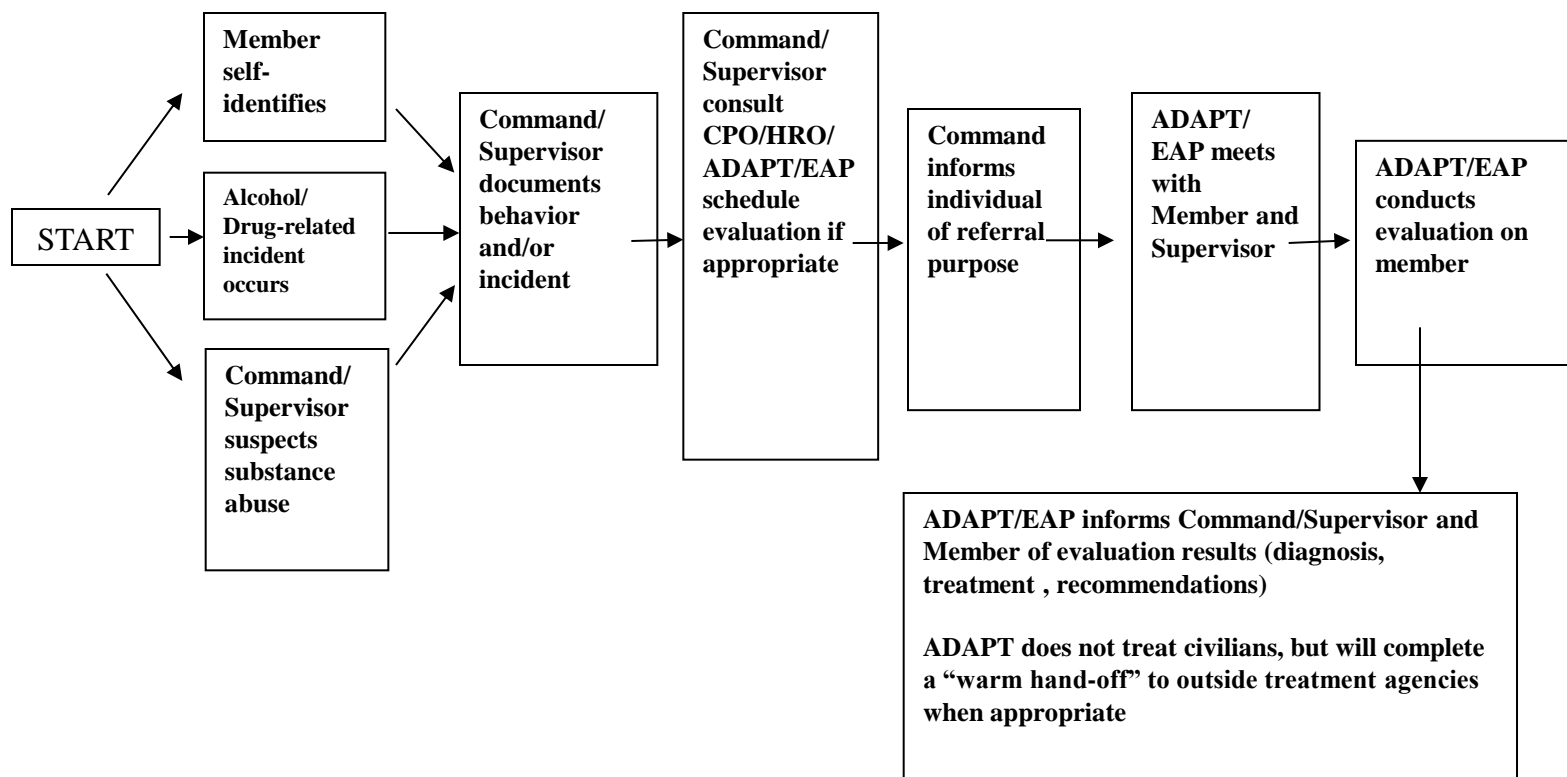 START
Member
self-
identifies
Alcohol/
Drug-related
incident
occurs
Command/
Supervisor
suspects
substance
abuse
Command/
Supervisor
documents
behavior
and/or
incident
Command/
Supervisor
consult
CPO/HRO/
ADAPT/EAP
schedule
evaluation if
appropriate
Command
informs
individual
of referral
purpose
ADAPT/
EAP meets
with
Member and
Supervisor
ADAPT/EAP
conducts
evaluation on
member
ADAPT/EAP informs Command/Supervisor and
Member of evaluation results (diagnosis,
treatment , recommendations)
ADAPT does not treat civilians, but will complete
a “warm hand-off” to outside treatment agencies
when appropriate